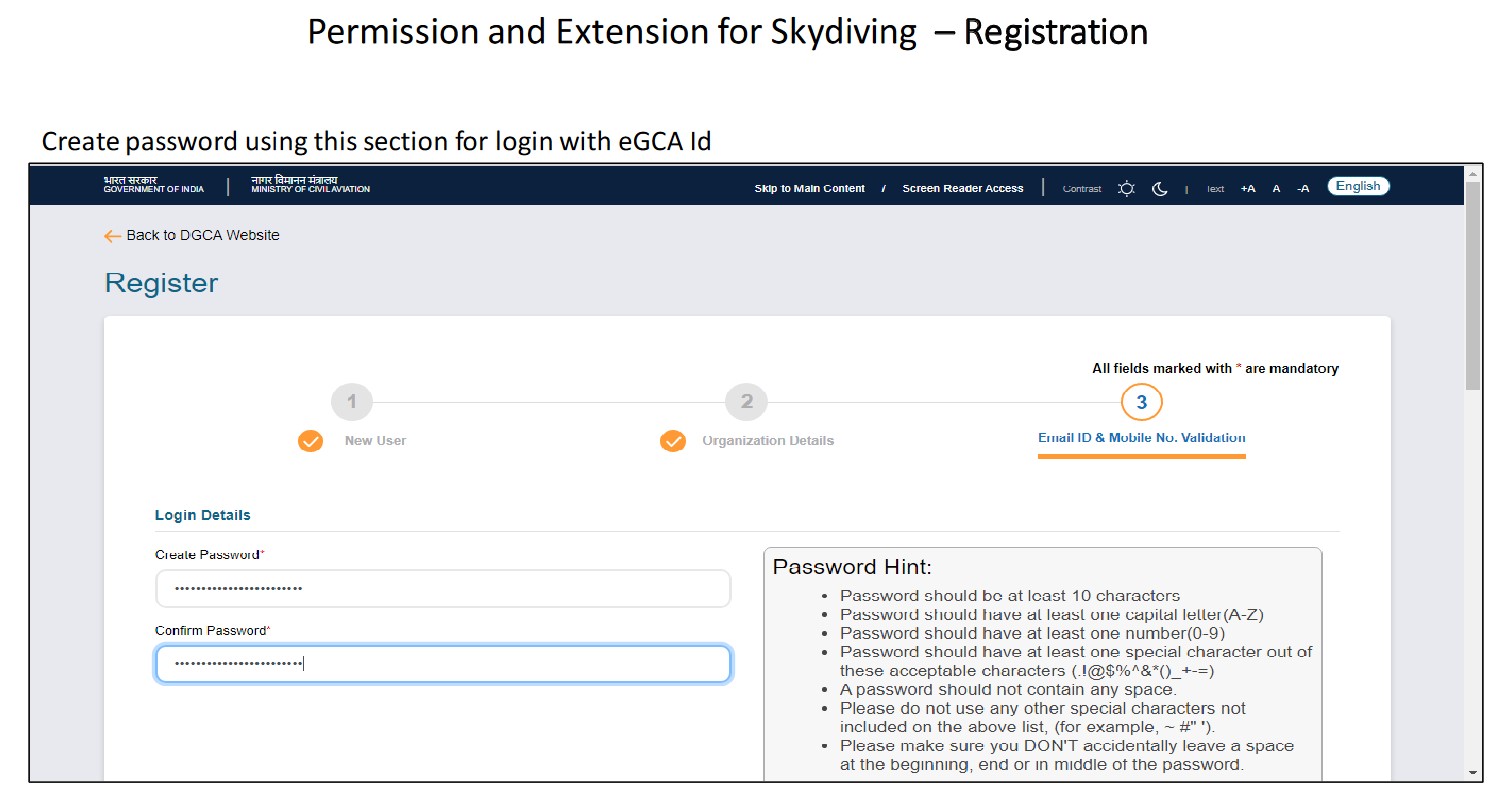 Permission and Extension for Skydiving – Registration
Create password using this section for login with eGCA Id
भारत सरकार
GOVERNMENT OF INDIA
नागर विमानन मंत्रालय
MINISTRY OF CIVIL AVIATION
Skip to Main Content / Screen Reader Access | Contrast | Text +A A -A English
Back to DGCA Website
Register
All fields marked with * are mandatory
1 2 3
New User Organization Details Email ID & Mobile No. Validation
Login Details
Create Password*
Confirm Password*
Password Hint:
• Password should be at least 10 characters
• Password should have at least one capital letter(A-Z)
• Password should have at least one number(0-9)
• Password should have at least one special character out of
these acceptable characters (.!@$%^&*()_+-=)
• A password should not contain any space.
• Please do not use any other special characters not
included on the above list, (for example, ~ #" ').
• Please make sure you DON'T accidentally leave a space
at the beginning, end or in middle of the password.